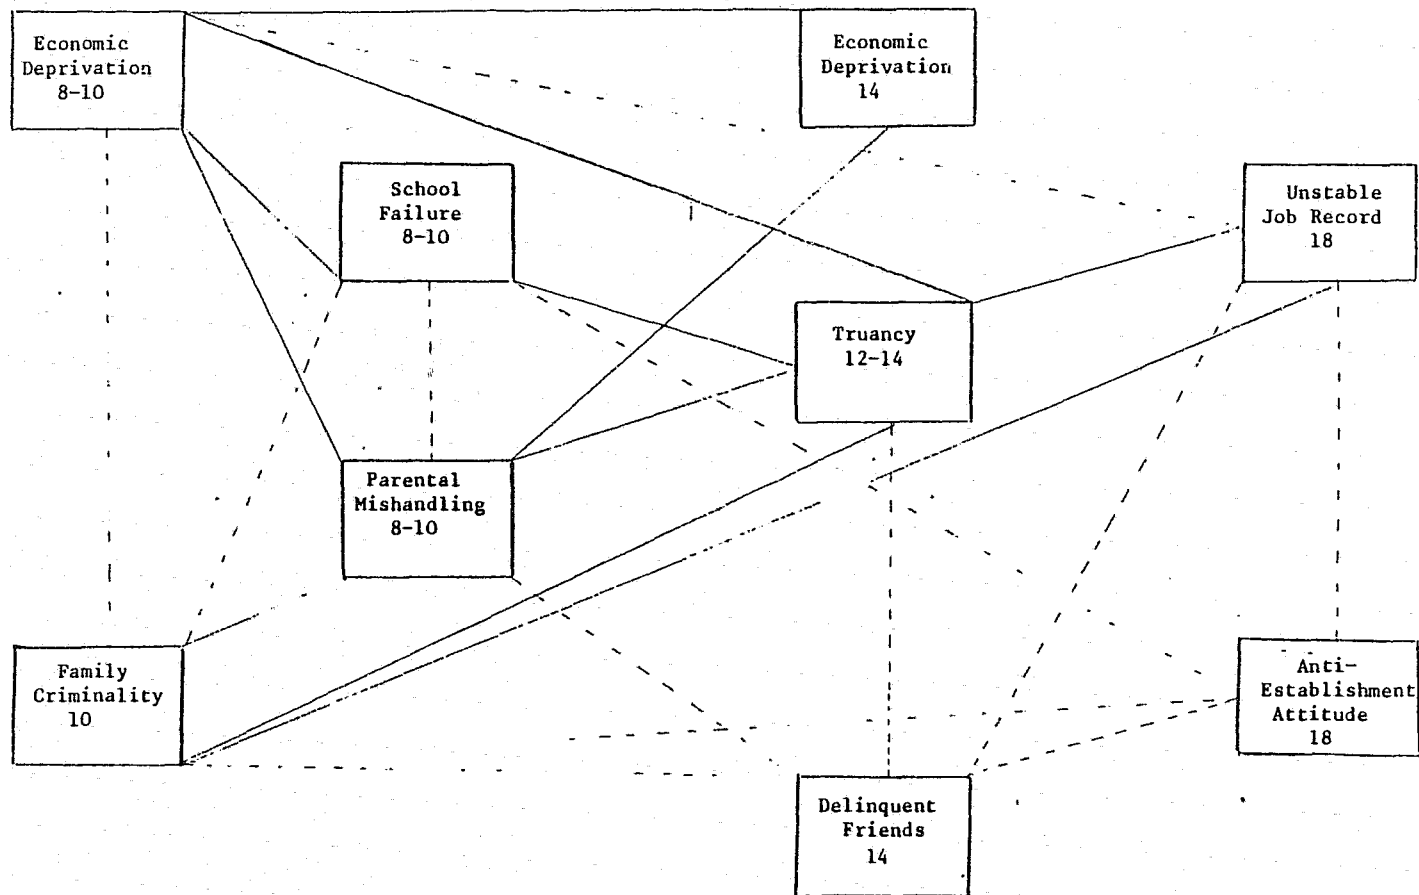 Economic
Deprivation
8-10
Economic
Deprivation
14
School
Failure
8-10
Unstable
Job Record
18
Truancy
12-14
Parental
Mishandling
8-10
Family
Criminality
10
Anti-
Establishment
Attitude
18
Delinquent
Friends
14